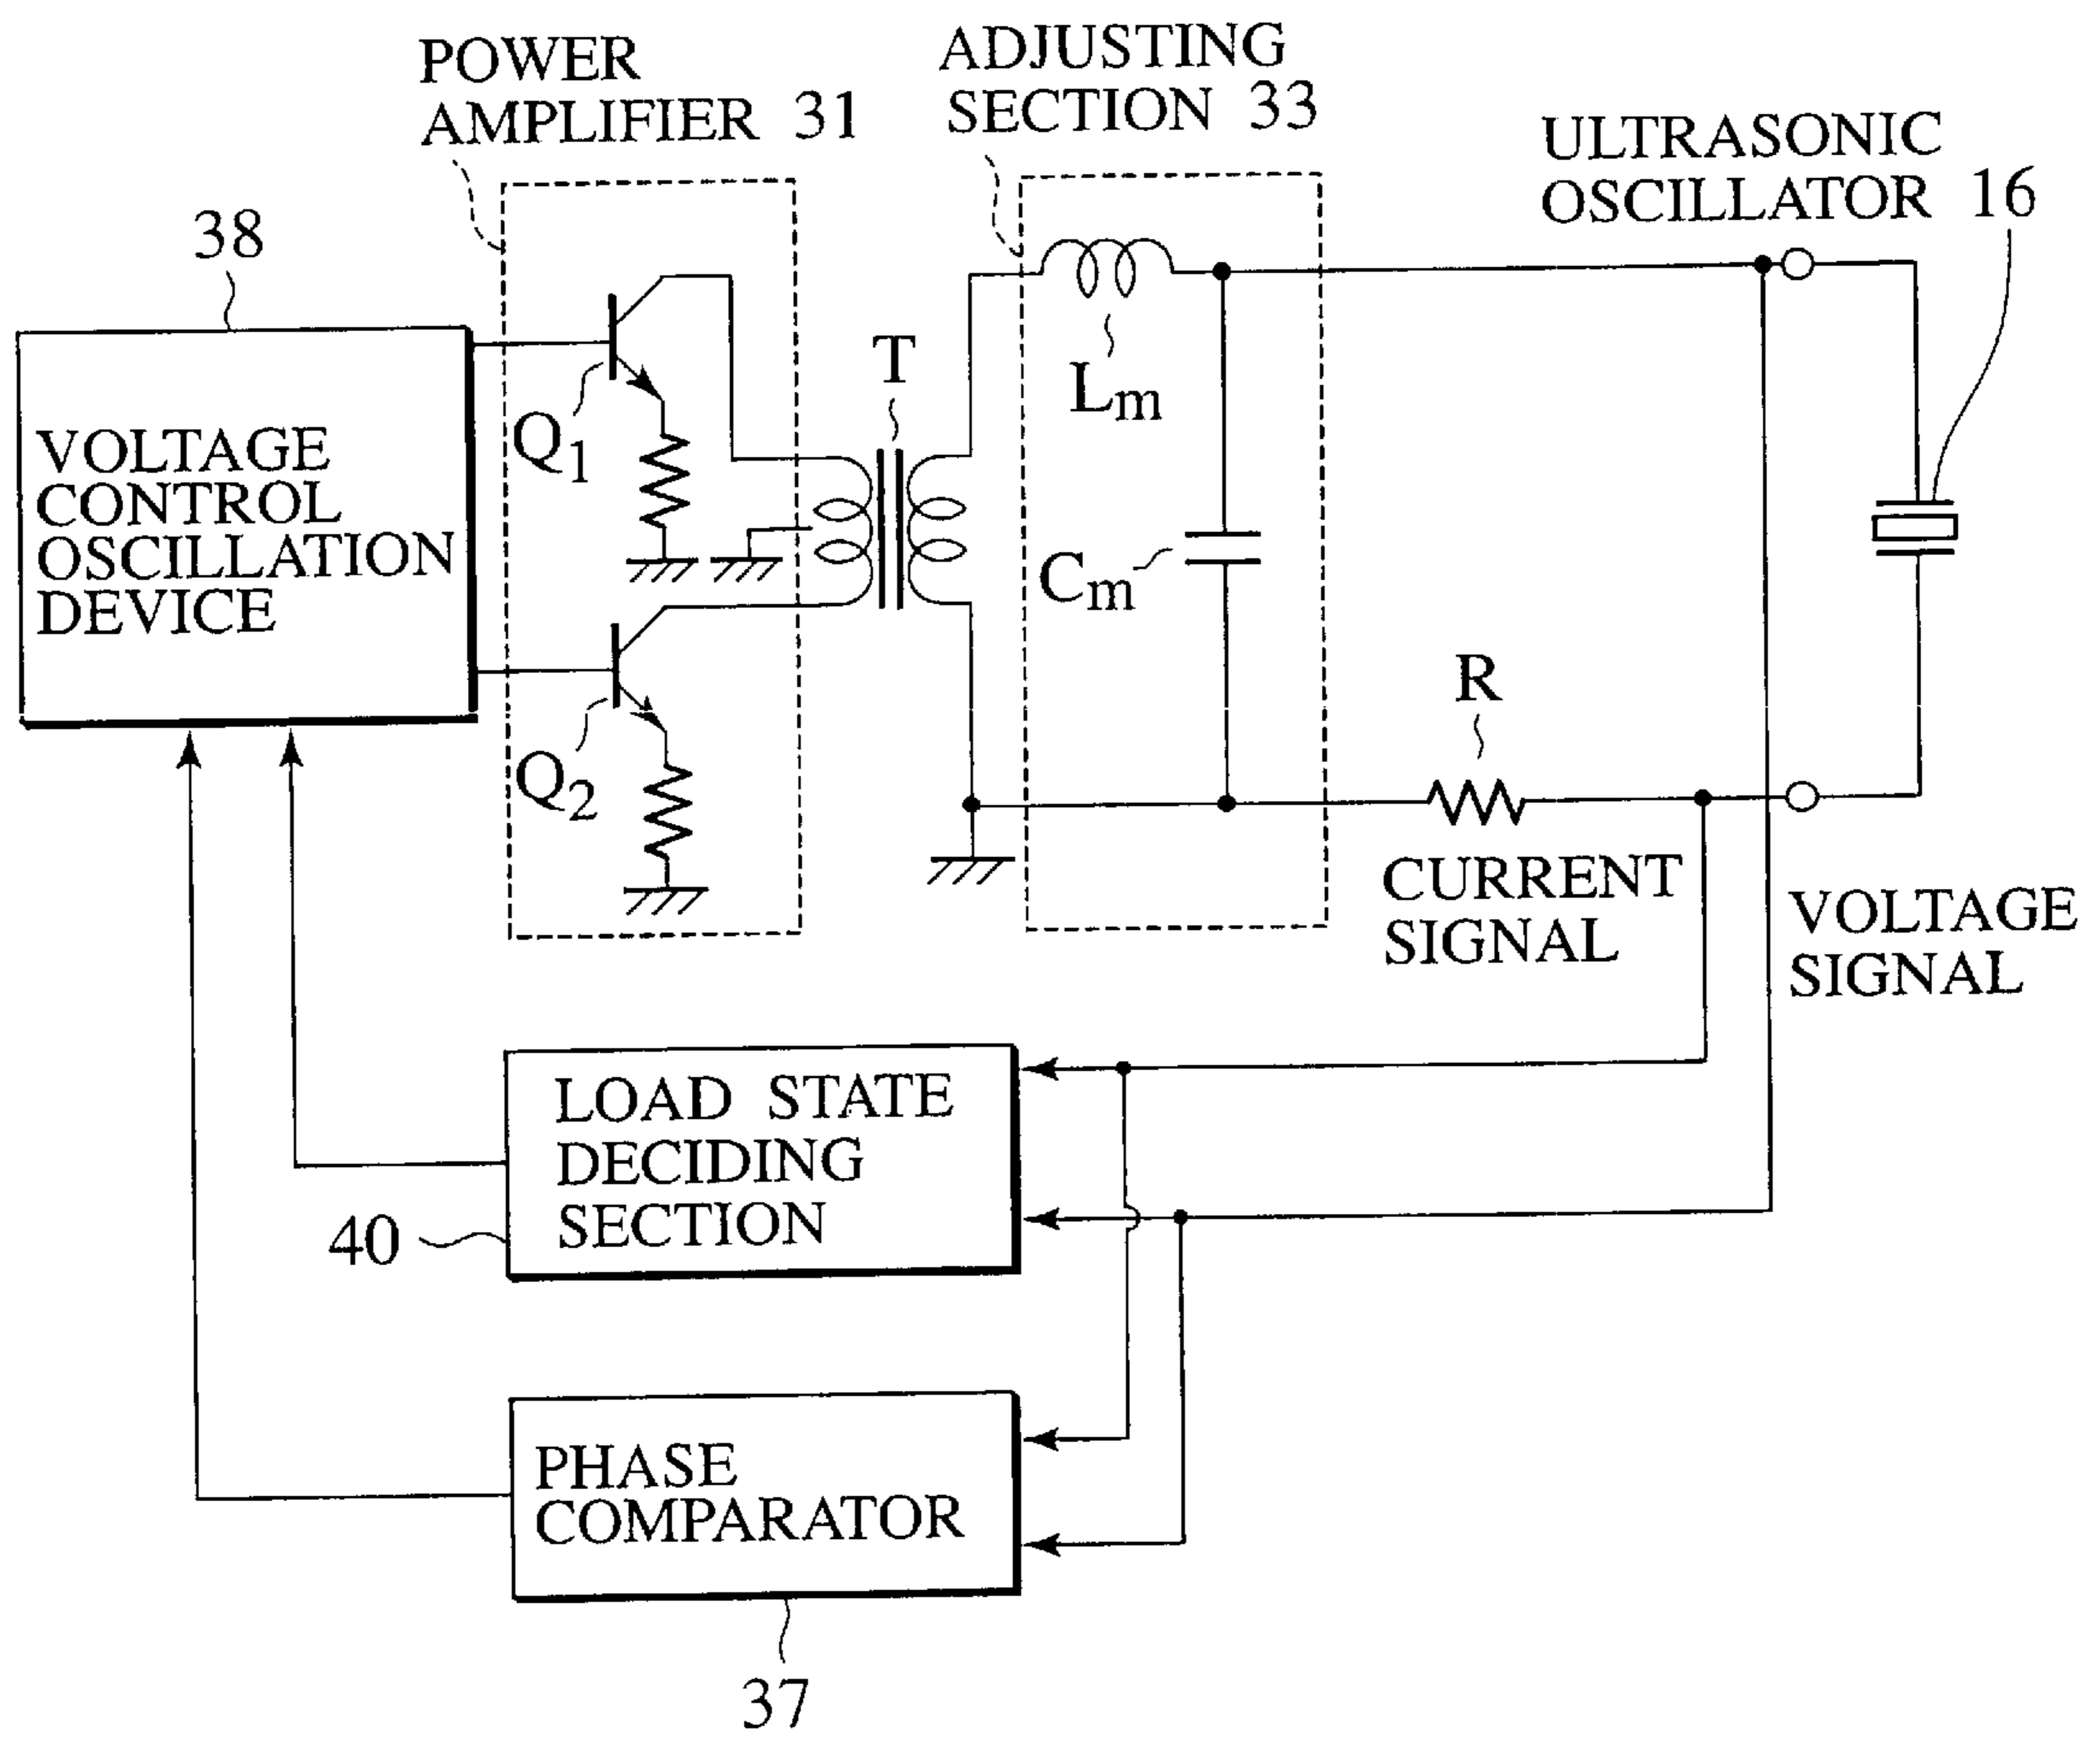 POWER
AMPLIFIER 31
ADJUSTING
SECTION 33
ULTRASONIC
OSCILLATOR 16
38
T
Lm
Q1
VOLTAGE
CONTROL
OSCILLATION
DEVICE
Cm
R
Q2
CURRENT
SIGNAL
VOLTAGE
SIGNAL
LOAD STATE
DECIDING
SECTION
40
PHASE
COMPARATOR
37